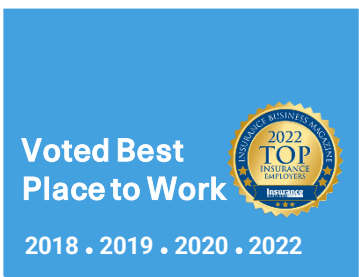 INSURANCE BUSINESS MAGAZINE
2022
TOP
INSURANCE
EMPLOYERS
Insurance
Voted Best
Place to Work
2018 • 2019 • 2020 • 2022